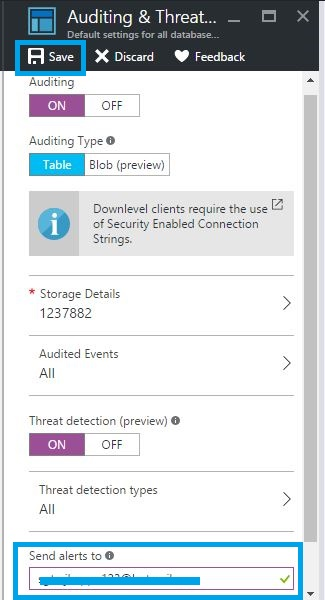 Auditing & Threat...
Default settings for all database...
Save Discard Feedback
Auditing
ON OFF
Auditing Type
Table Blob (preview)
Downlevel clients require the use
of Security Enabled Connection
Strings.
* Storage Details
1237882
Audited Events
All
Threat detection (preview)
ON OFF
Threat detection types
All
Send alerts to